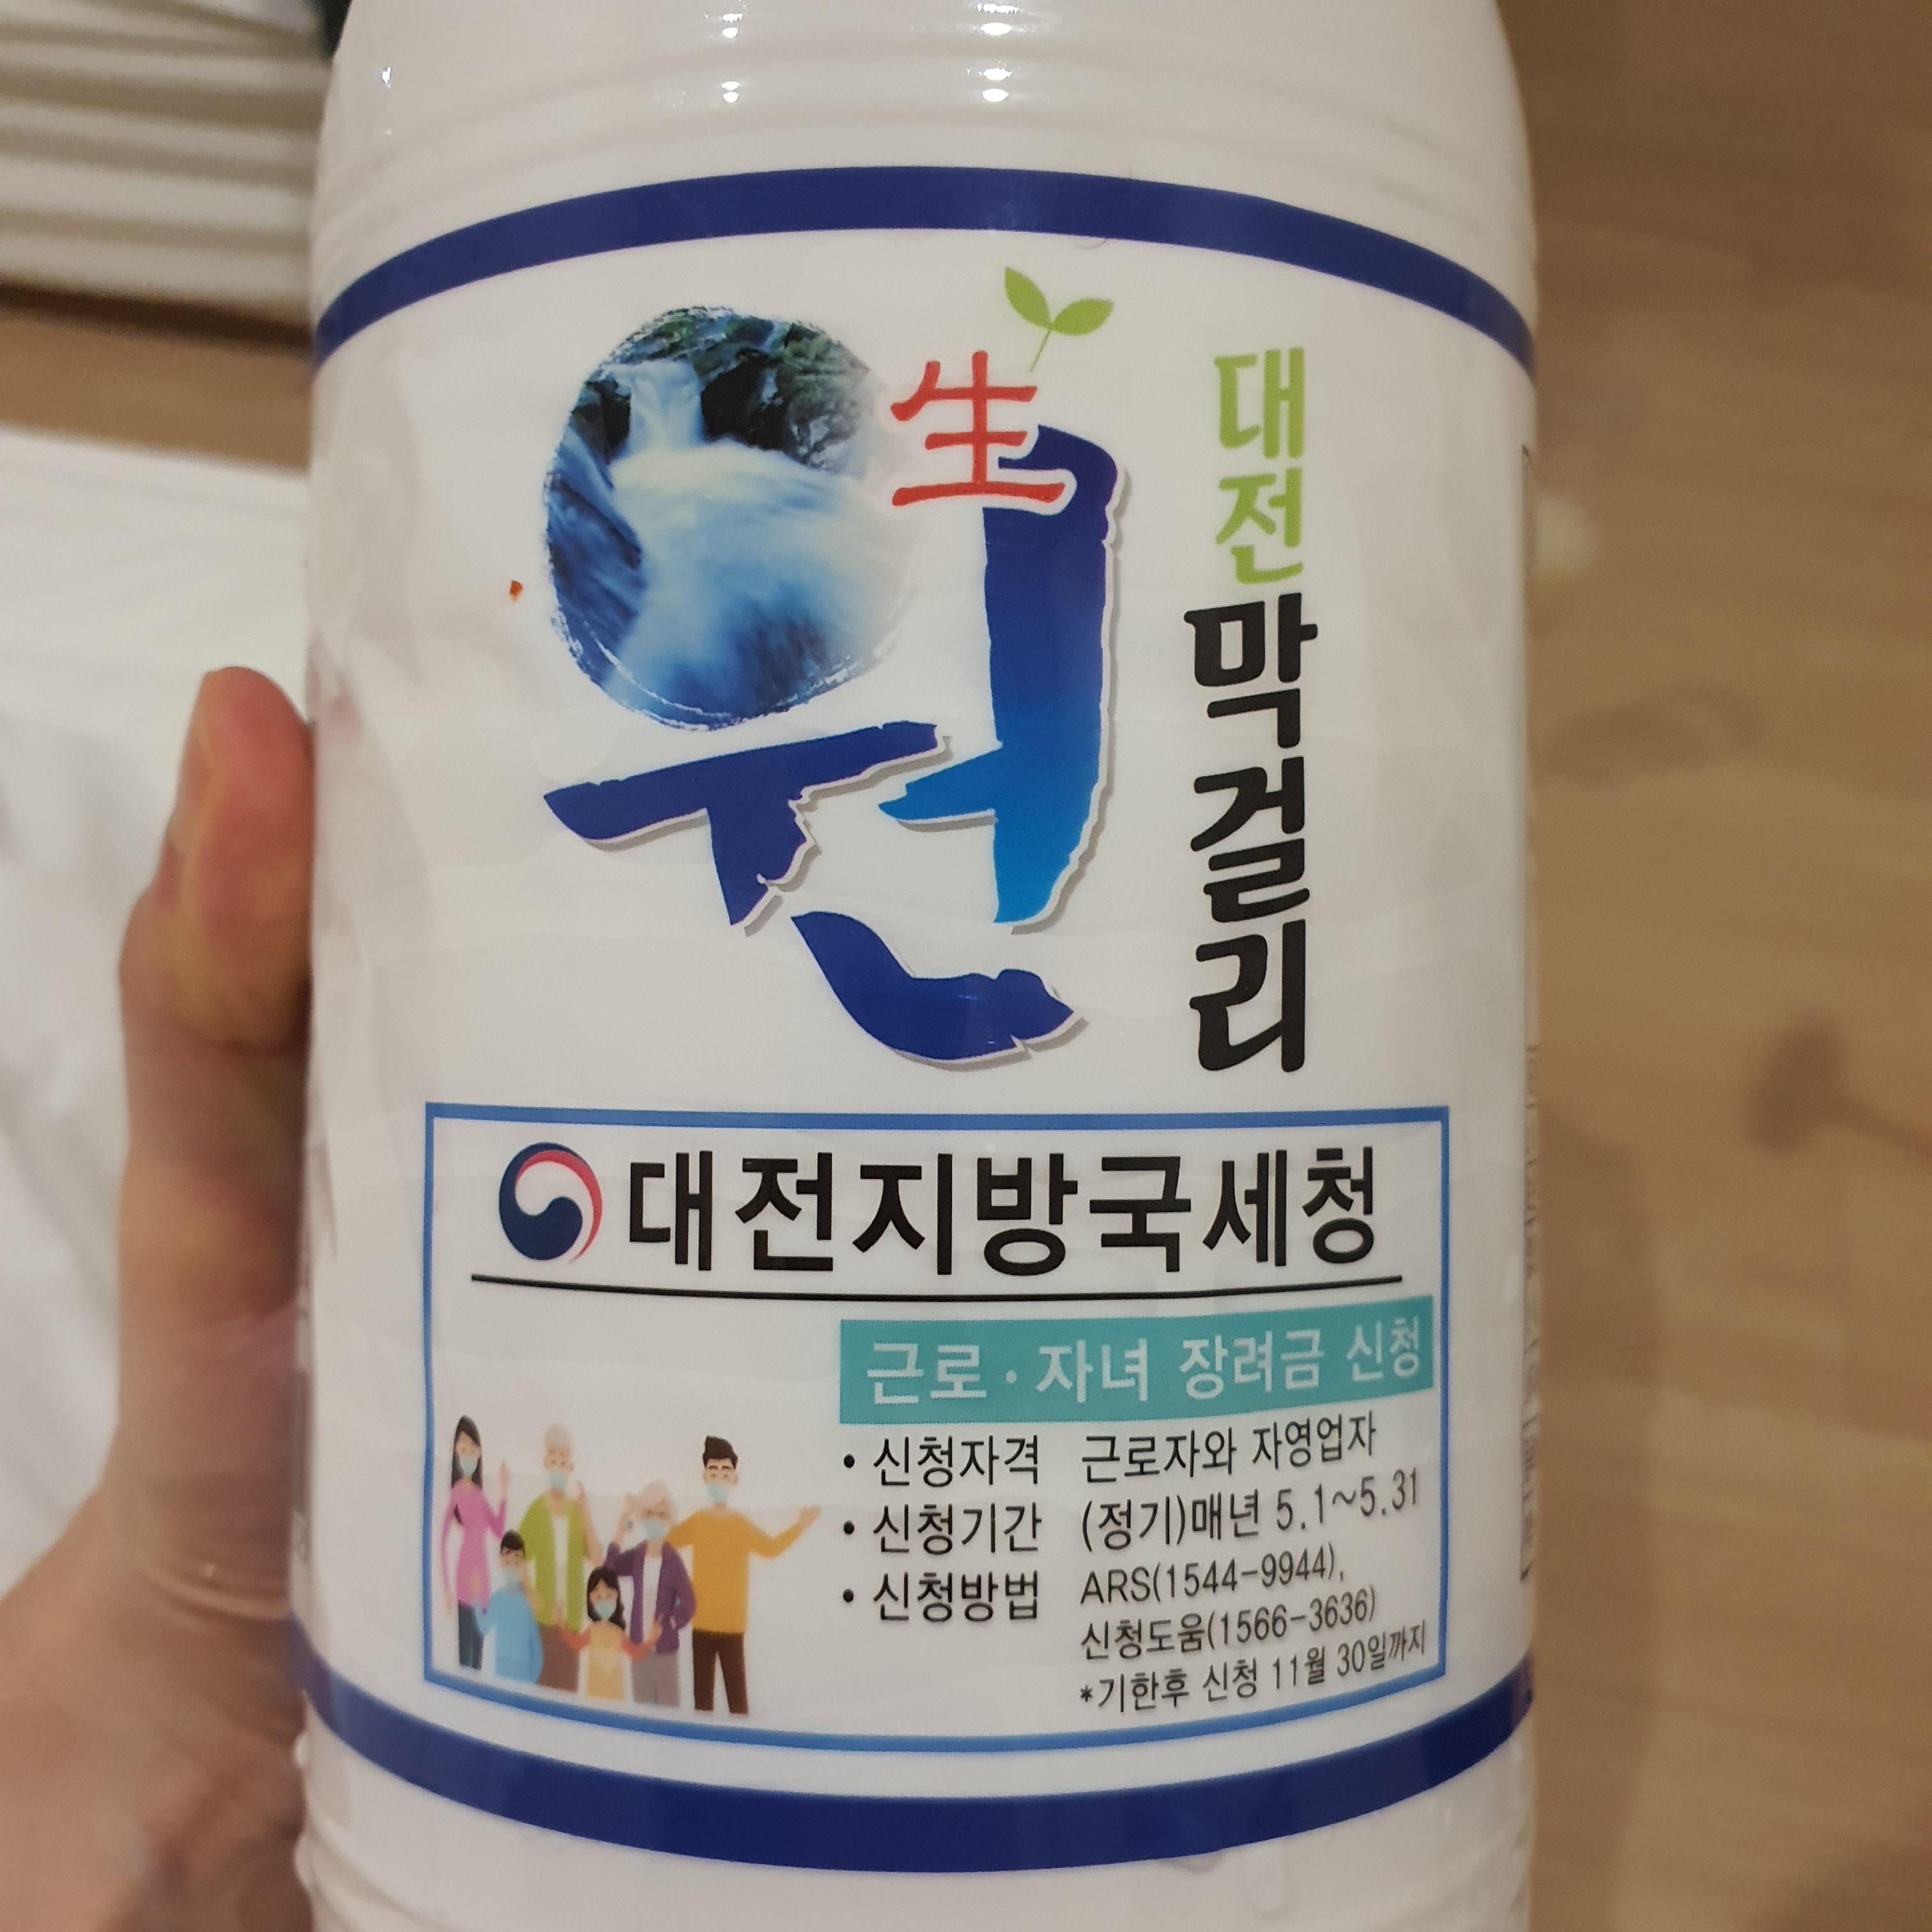 生
원
대전막걸리
대전지방국세청
근로·자녀 장려금 신청
• 신청자격 근로자와 자영업자
• 신청기간 (정기)매년 5.1~5.31
• 신청방법 ARS(1544-9944),
신청도움(1566-3636)
*기한후 신청 11월 30일까지